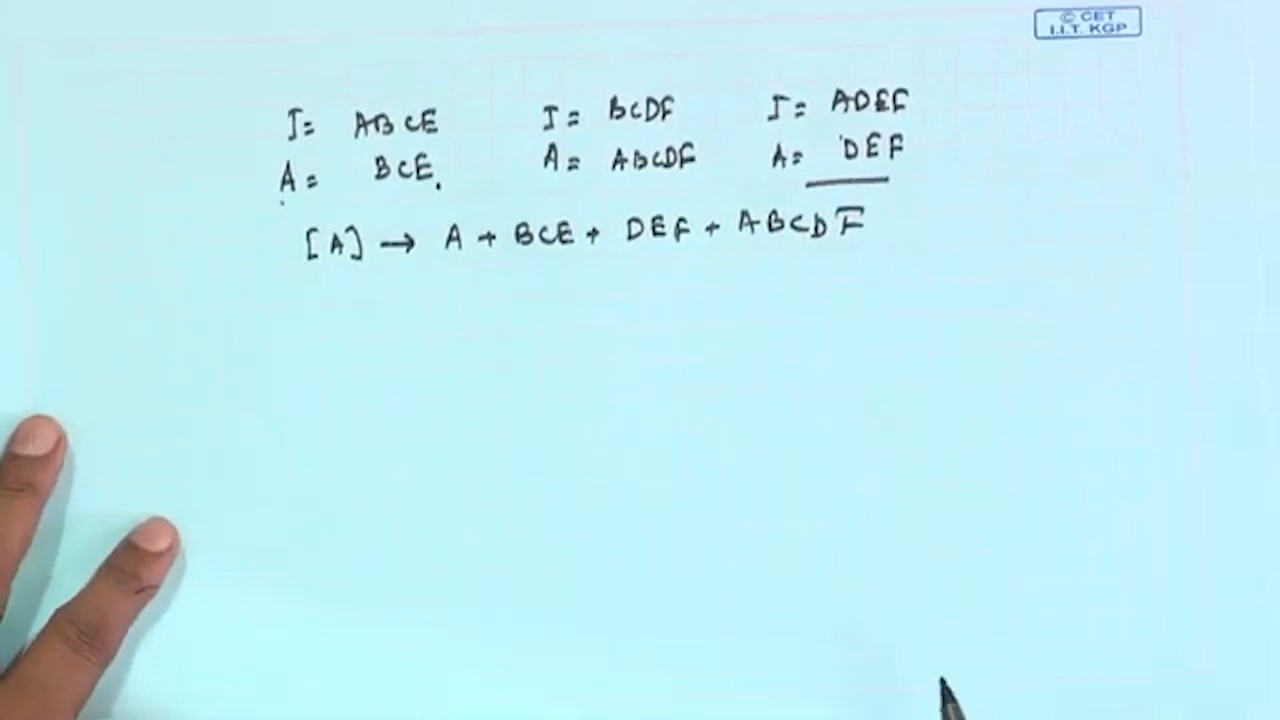 © CET
I.I.T. KGP
I = ABCE I = BCDF I = ADEF
A = BCE. A = ABCDF A = DEF
[A] → A + BCE + DEF + ABCDF